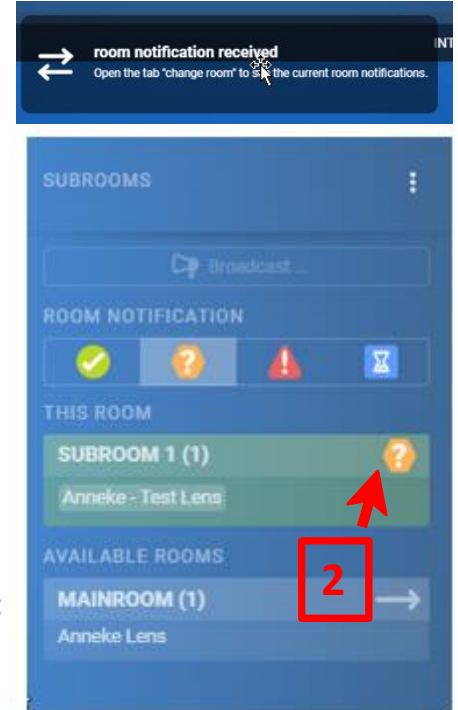 INT
room notification received
Open the tab "change room" to see the current room notifications.
SUBROOMS
Broadcast ...
ROOM NOTIFICATION
THIS ROOM
SUBROOM 1 (1)
Anneke - Test Lens
AVAILABLE ROOMS
2
MAINROOM (1)
Anneke Lens